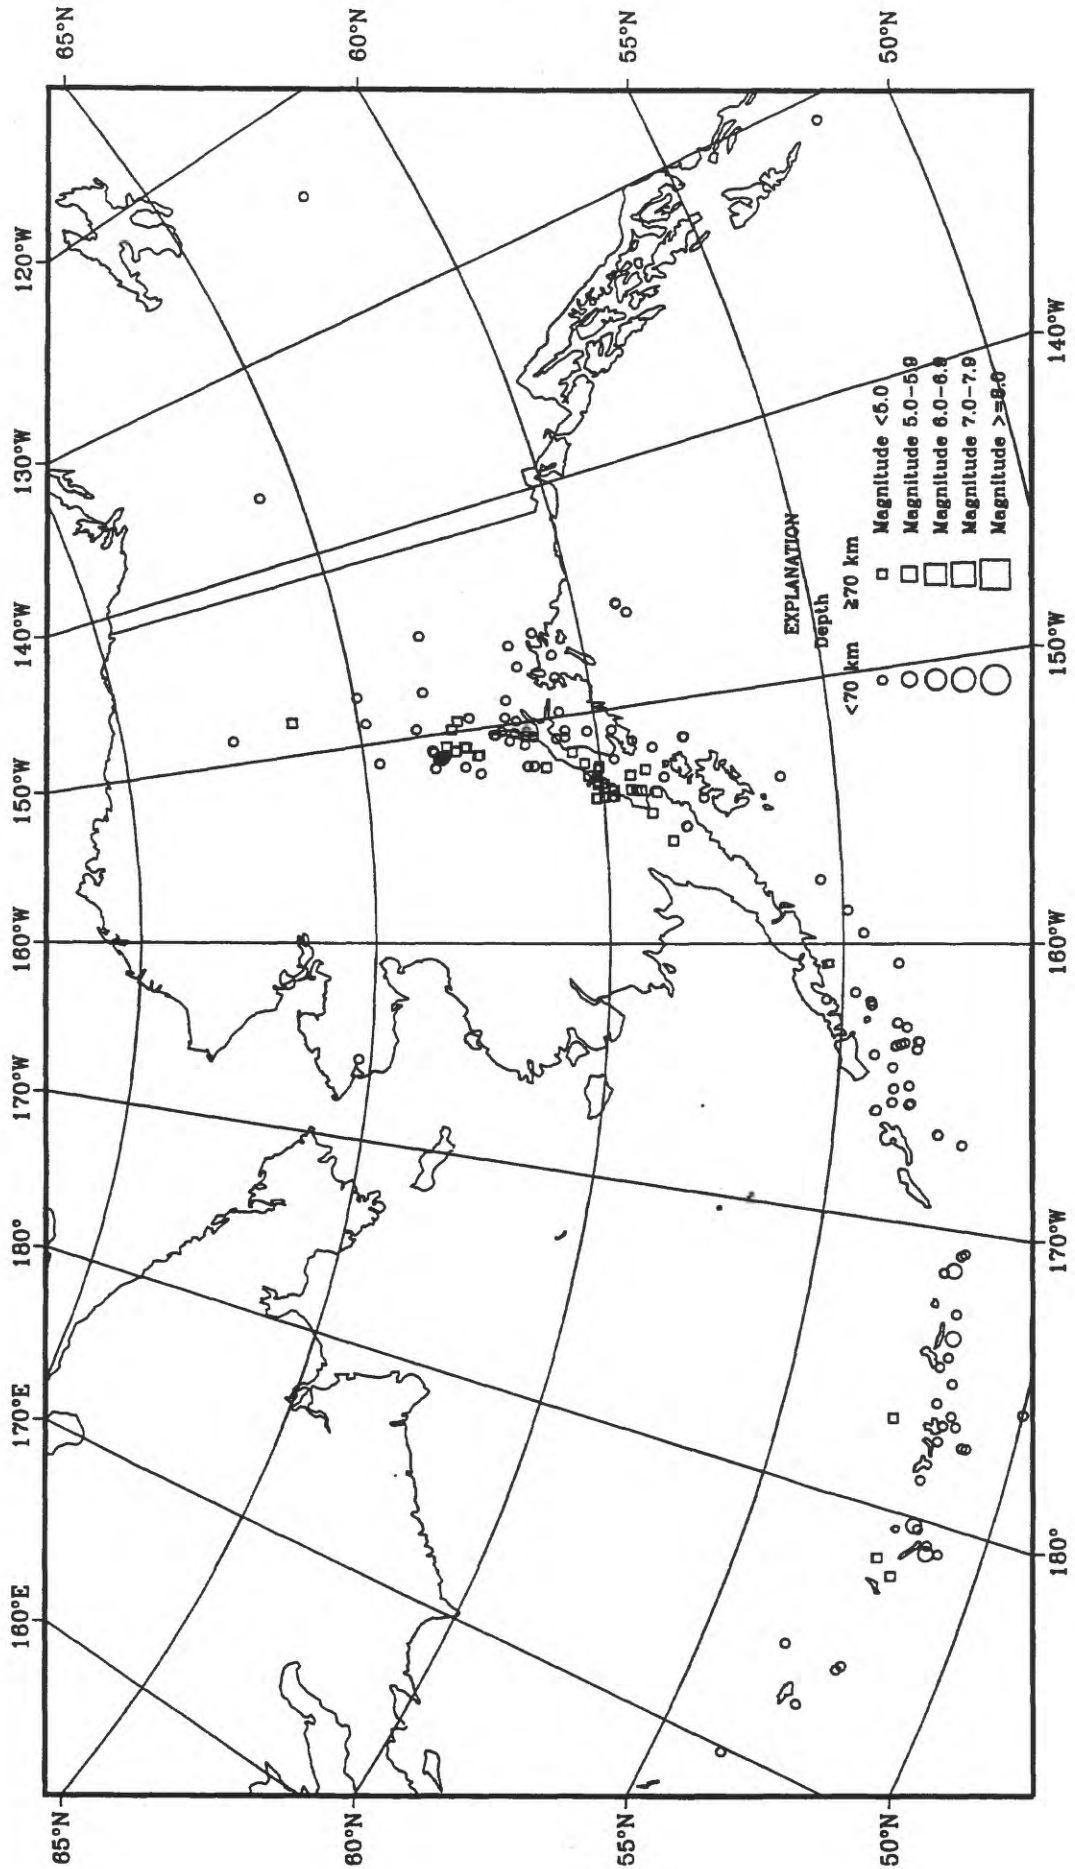 160°E 170°E 180° 170°W 160°W 150°W 140°W 130°W 120°W
65°N 65°N
60°N 60°N
55°N 55°N
EXPLANATION
Depth
<70 km ≥70 km
Magnitude <5.0
50°N 50°N
Magnitude 5.0-5.9
Magnitude 6.0-6.9
Magnitude 7.0-7.9
Magnitude >=8.0
180° 170°W 160°W 150°W 140°W